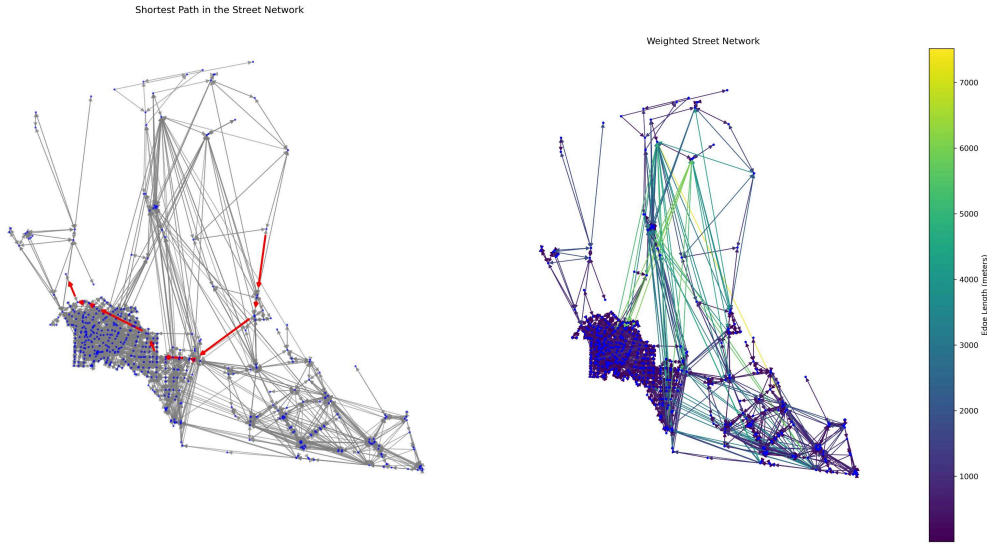 Shortest Path in the Street Network
Weighted Street Network
7000
6000
5000
4000
3000
2000
1000
Edge Length (meters)